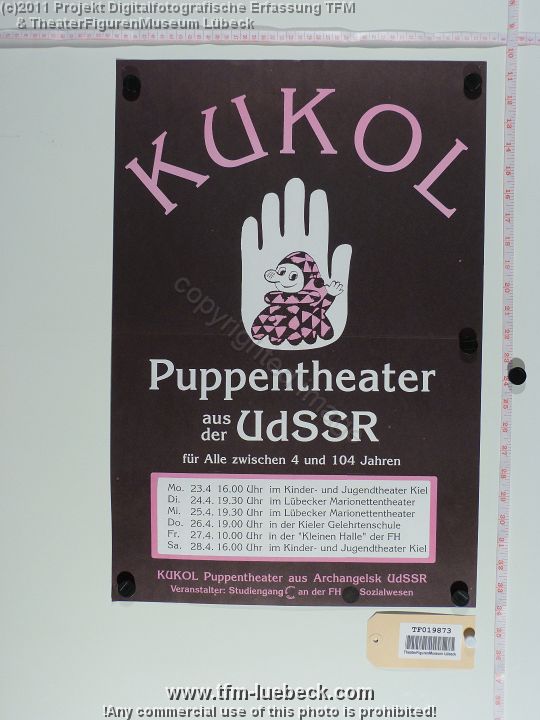 (c)2011 Projekt Digitalfotografische Erfassung TFM
& TheaterFigurenMuseum Lübeck
KUKOL
copyrighted
Puppentheater
aus der UdSSR
für Alle zwischen 4 und 104 Jahren
Mo. 23.4 16.00 Uhr im Kinder- und Jugendtheater Kiel
Di. 24.4. 19.30 Uhr im Lübecker Marionettentheater
Mi. 25.4. 19.30 Uhr im Lübecker Marionettentheater
Do. 26.4. 19.00 Uhr in der Kieler Gelehrtenschule
Fr. 27.4. 10.00 Uhr in der "Kleinen Halle" der FH
Sa. 28.4. 16.00 Uhr im Kinder- und Jugendtheater Kiel
KUKOL Puppentheater aus Archangelsk UdSSR
Veranstalter: Studiengang an der FH Sozialwesen
TF019873
TheaterFigurenMuseum Lübeck
www.tfm-luebeck.com
!Any commercial use of this photo is prohibited!